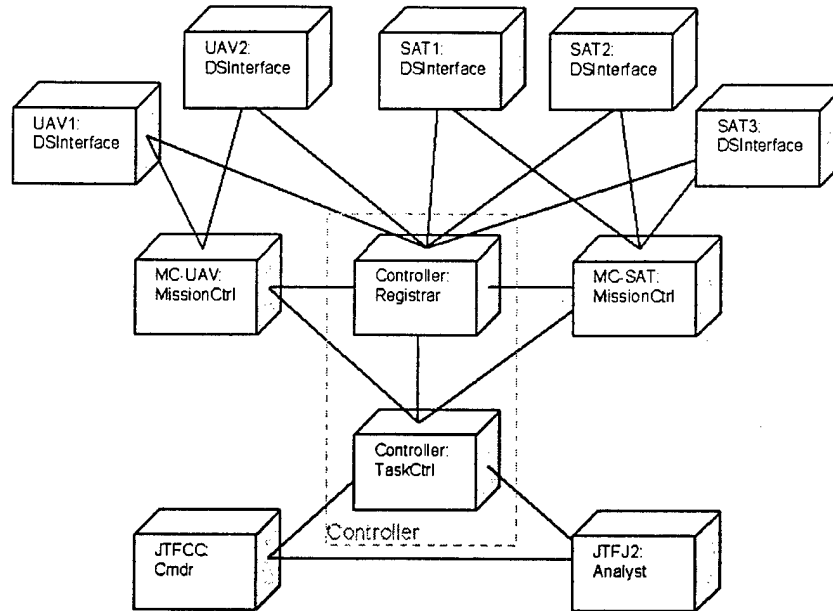 UAV2:
DSInterface
SAT1:
DSInterface
SAT2:
DSInterface
UAV1:
DSInterface
SAT3:
DSInterface
MC-UAV:
MissionCtrl
Controller:
Registrar
MC-SAT:
MissionCtrl
Controller:
TaskCtrl
Controller
JTFCC:
Cmdr
JTFJ2:
Analyst